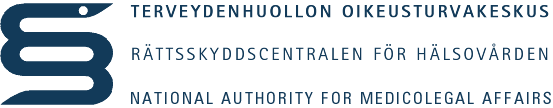 TERVEYDENHUOLLON OIKEUSTURVAKESKUS
RÄTTSSKYDDSCENTRALEN FÖR HÄLSOVÅRDEN
NATIONAL AUTHORITY FOR MEDICOLEGAL AFFAIRS